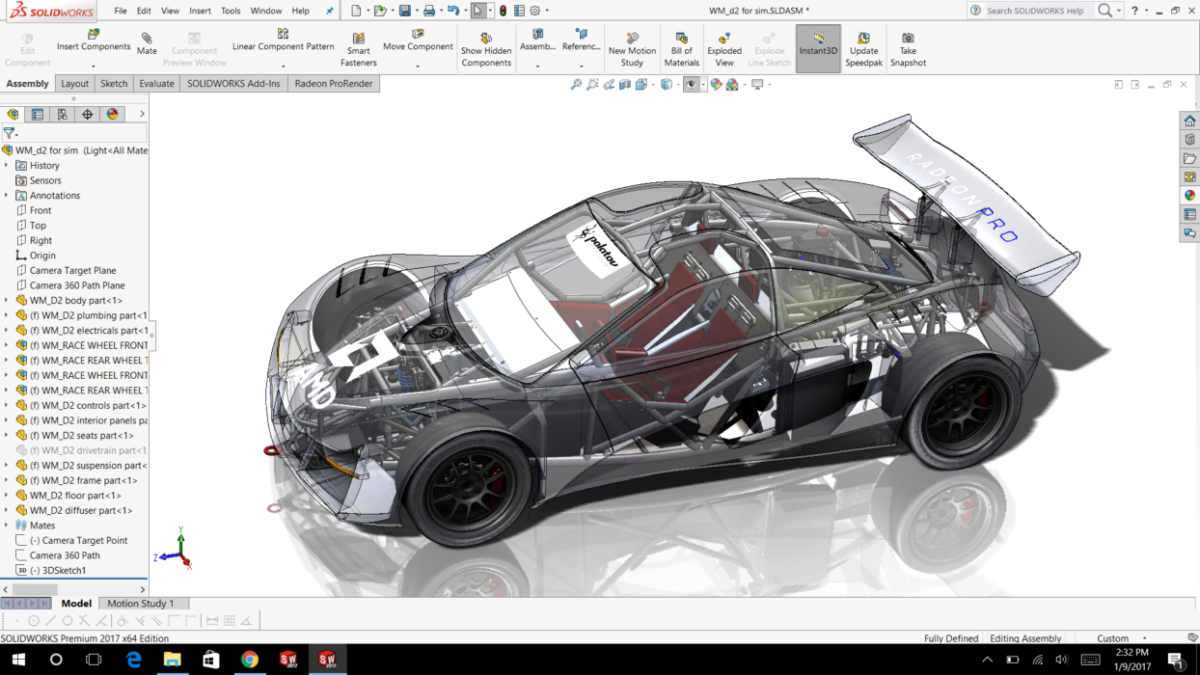 SOLIDWORKS File Edit View Insert Tools Window Help WM_d2 for sim.SLDASM * Search SOLIDWORKS Help
Edit Component
Insert Components
Mate
Component Preview Window
Linear Component Pattern
Smart Fasteners
Move Component
Show Hidden Components
Assemb...
Referenc...
New Motion Study
Bill of Materials
Exploded View
Explode Line Sketch
Instant3D
Update Speedpak
Take Snapshot
Assembly Layout Sketch Evaluate SOLIDWORKS Add-Ins Radeon ProRender
WM_d2 for sim (Light<All Mate
History
Sensors
Annotations
Front
Top
Right
Origin
Camera Target Plane
Camera 360 Path Plane
WM_D2 body part<1>
(f) WM_D2 plumbing part<1
(f) WM_D2 electricals part<1
(f) WM_RACE WHEEL FRONT
(f) WM_RACE REAR WHEEL T
(f) WM_RACE WHEEL FRONT
(f) WM_RACE REAR WHEEL T
(f) WM_D2 controls part<1>
(f) WM_D2 interior panels pa
(f) WM_D2 seats part<1>
(f) WM_D2 drivetrain part<1
(f) WM_D2 suspension part<
(f) WM_D2 frame part<1>
WM_D2 floor part<1>
WM_D2 diffuser part<1>
Mates
(-) Camera Target Point
Camera 360 Path
3D (-) 3DSketch1
RADEON PRO
palatov
AMD
Y
Z
X
Model Motion Study 1
SOLIDWORKS Premium 2017 x64 Edition Fully Defined Editing Assembly Custom
SW 2017 SW 2017 2:32 PM
1/9/2017 1